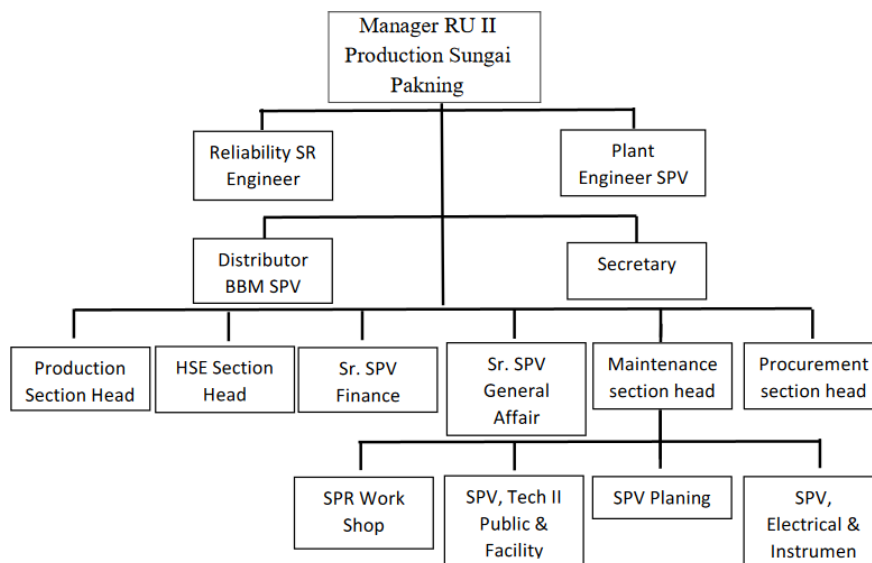 Manager RU II
Production Sungai
Pakning
Reliability SR
Engineer
Plant
Engineer SPV
Distributor
BBM SPV
Secretary
Production
Section Head
HSE Section
Head
Sr. SPV
Finance
Sr. SPV
General
Affair
Maintenance
section head
Procurement
section head
SPR Work
Shop
SPV, Tech II
Public &
Facility
SPV Planing
SPV,
Electrical &
Instrumen